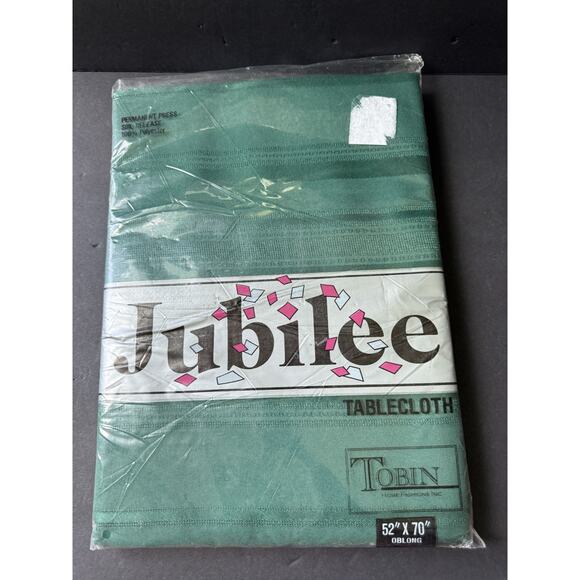 PERMANENT PRESS
SOIL RELEASE
100% Polyester
Jubilee
TABLECLOTH
TOBIN
HOME FASHIONS INC.
52" X 70"
OBLONG